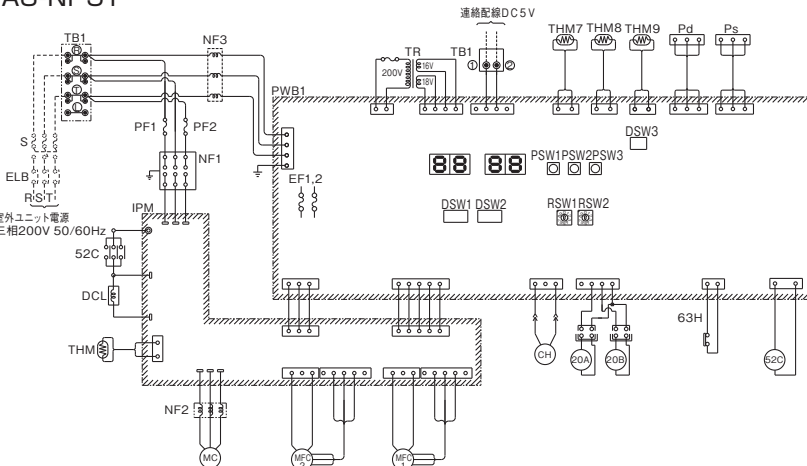 連絡配線DC5V
TB1
NF3
TR
TB1
THM7 THM8 THM9
Pd
Ps
R
S
T
L
200V
16V
18V
① ②
PWB1
PF1
PF2
S
NF1
DSW3
PSW1 PSW2 PSW3
88 88
ELB
R S T
EF1,2
室外ユニット電源
三相200V 50/60Hz
IPM
DSW1 DSW2
RSW1 RSW2
52C
DCL
63H
THM
CH
20A
20B
52C
NF2
MC
MFC
2
MFC
1